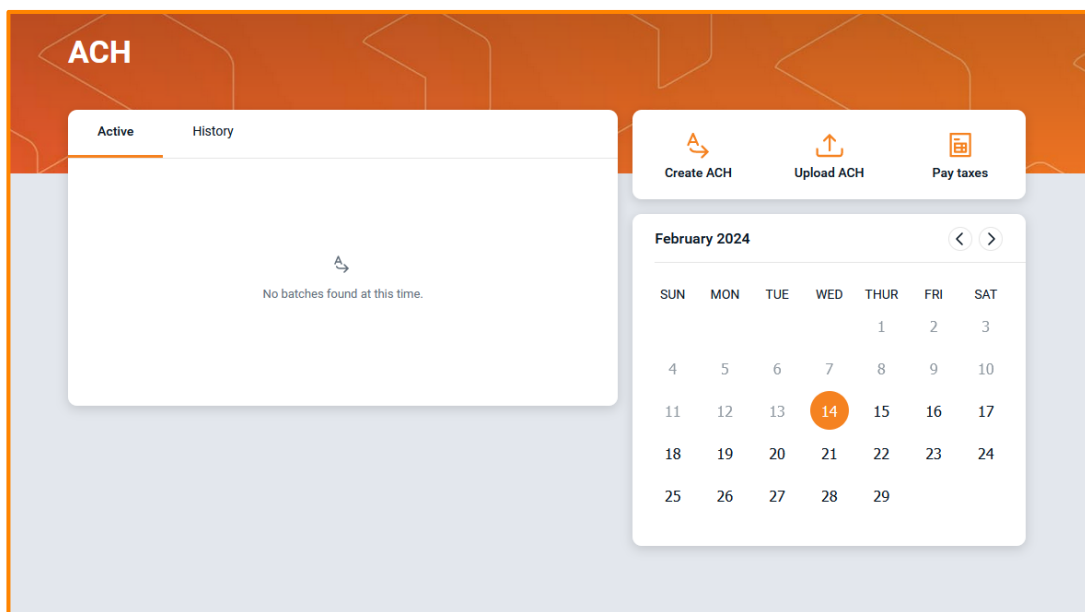 ACH
Active History
No batches found at this time.
Create ACH Upload ACH Pay taxes
February 2024
SUN MON TUE WED THUR FRI SAT
1 2 3
4 5 6 7 8 9 10
11 12 13 14 15 16 17
18 19 20 21 22 23 24
25 26 27 28 29